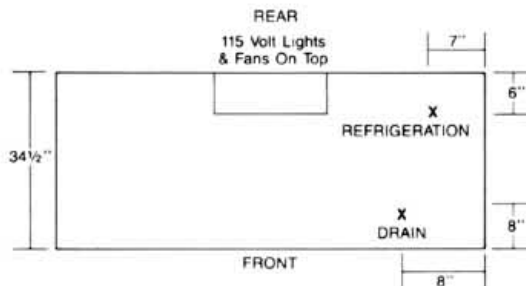 REAR
115 Volt Lights
& Fans On Top
7"
6"
X
REFRIGERATION
34½"
X
DRAIN
8"
FRONT
8"